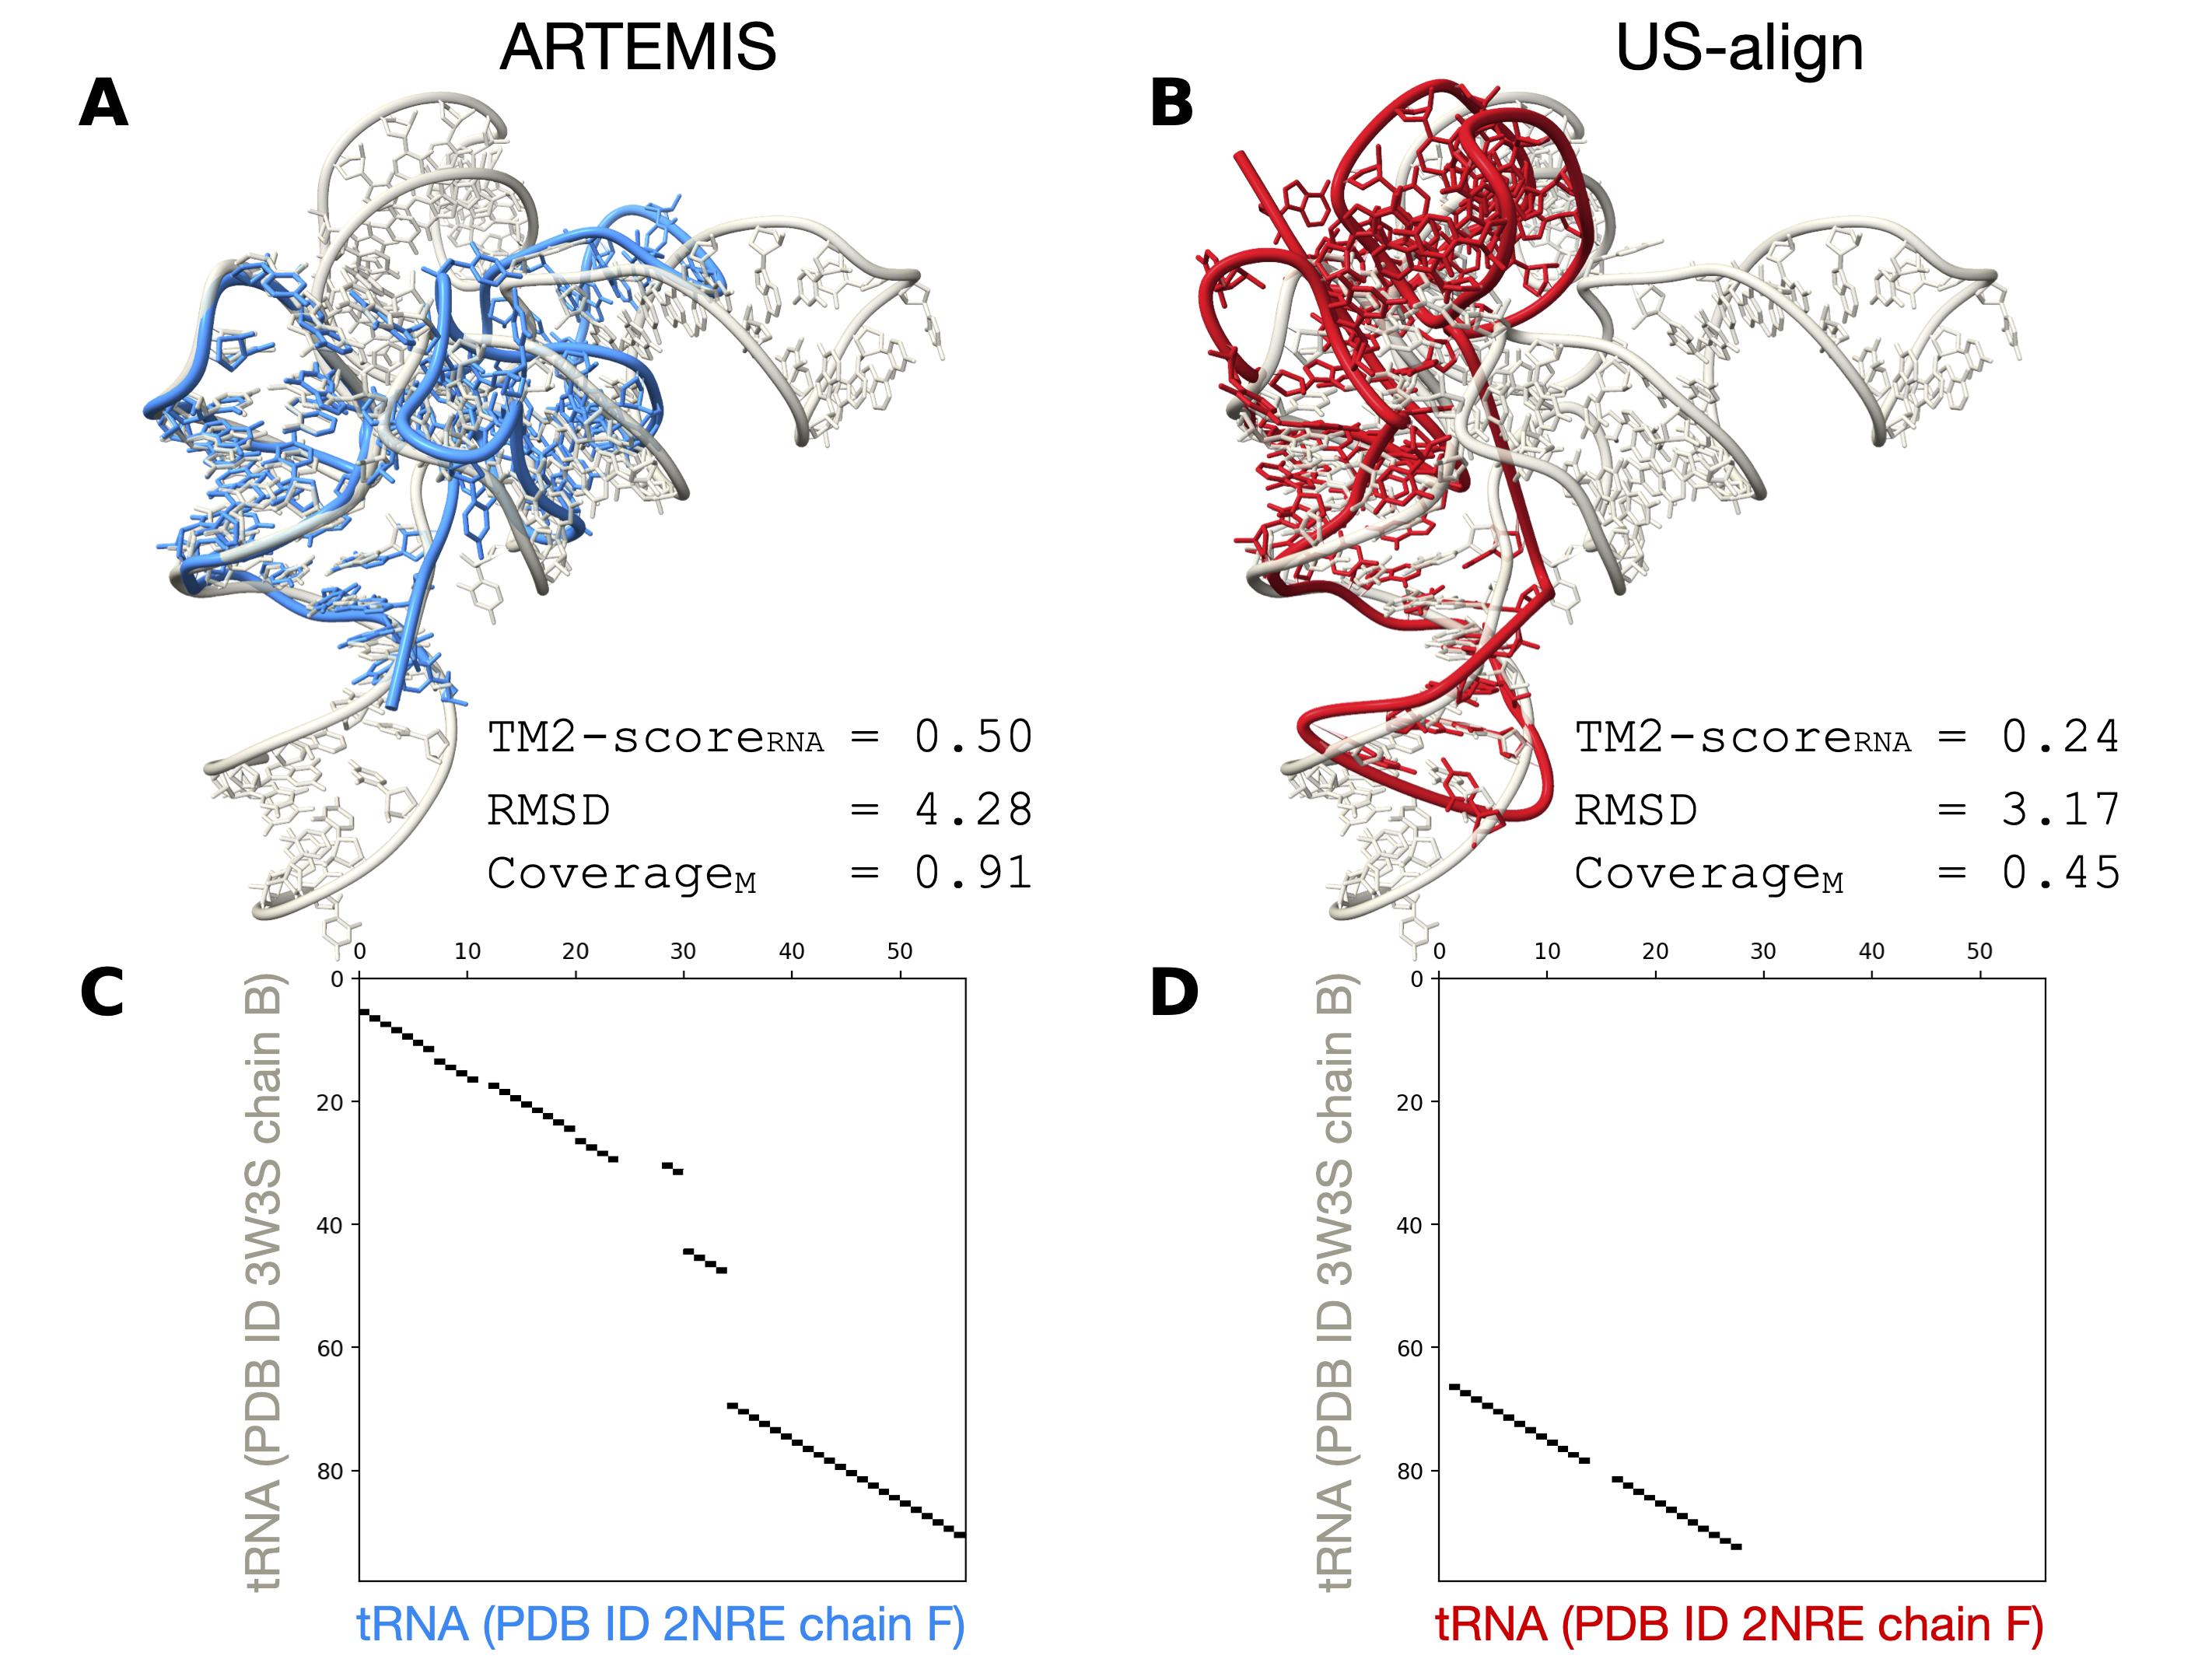 ARTEMIS
US-align
A
B
TM2-scoreRNA = 0.50
RMSD = 4.28
CoverageM = 0.91
TM2-scoreRNA = 0.24
RMSD = 3.17
CoverageM = 0.45
C
0 10 20 30 40 50
0
20
40
60
80
tRNA (PDB ID 3W3S chain B)
tRNA (PDB ID 2NRE chain F)
D
0 10 20 30 40 50
0
20
40
60
80
tRNA (PDB ID 3W3S chain B)
tRNA (PDB ID 2NRE chain F)